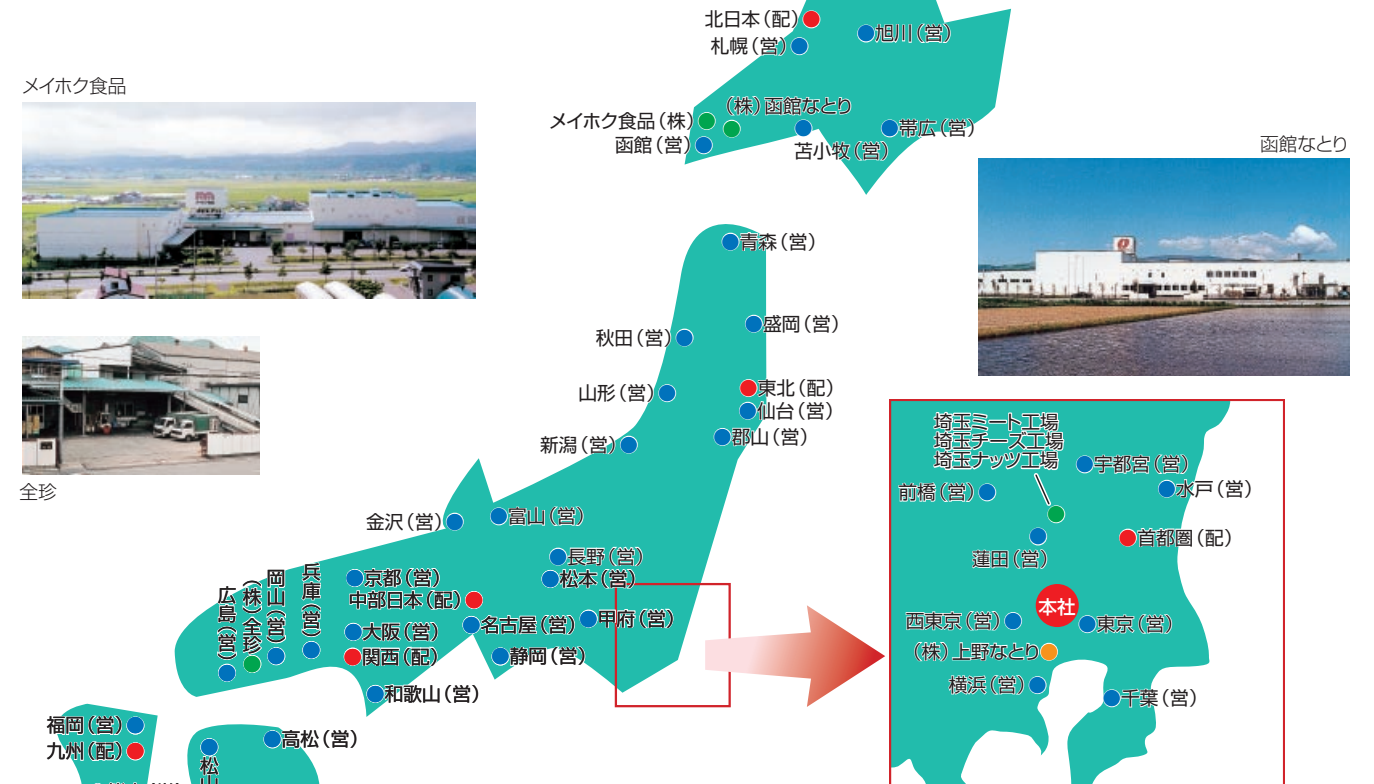 北日本（配）
旭川（営）
札幌（営）
メイホク食品
（株）函館なとり
メイホク食品（株）
帯広（営）
函館（営）
苫小牧（営）
函館なとり
青森（営）
盛岡（営）
秋田（営）
東北（配）
山形（営）
仙台（営）
郡山（営）
新潟（営）
全珍
埼玉ミート工場
埼玉チーズ工場
埼玉ナッツ工場
宇都宮（営）
水戸（営）
前橋（営）
首都圏（配）
蓮田（営）
本社
西東京（営）
東京（営）
（株）上野なとり
横浜（営）
千葉（営）
金沢（営）
富山（営）
長野（営）
松本（営）
兵庫（営）
岡山（営）
（株）全珍
広島（営）
京都（営）
中部日本（配）
名古屋（営）
甲府（営）
大阪（営）
関西（配）
静岡（営）
和歌山（営）
福岡（営）
九州（配）
高松（営）
松山